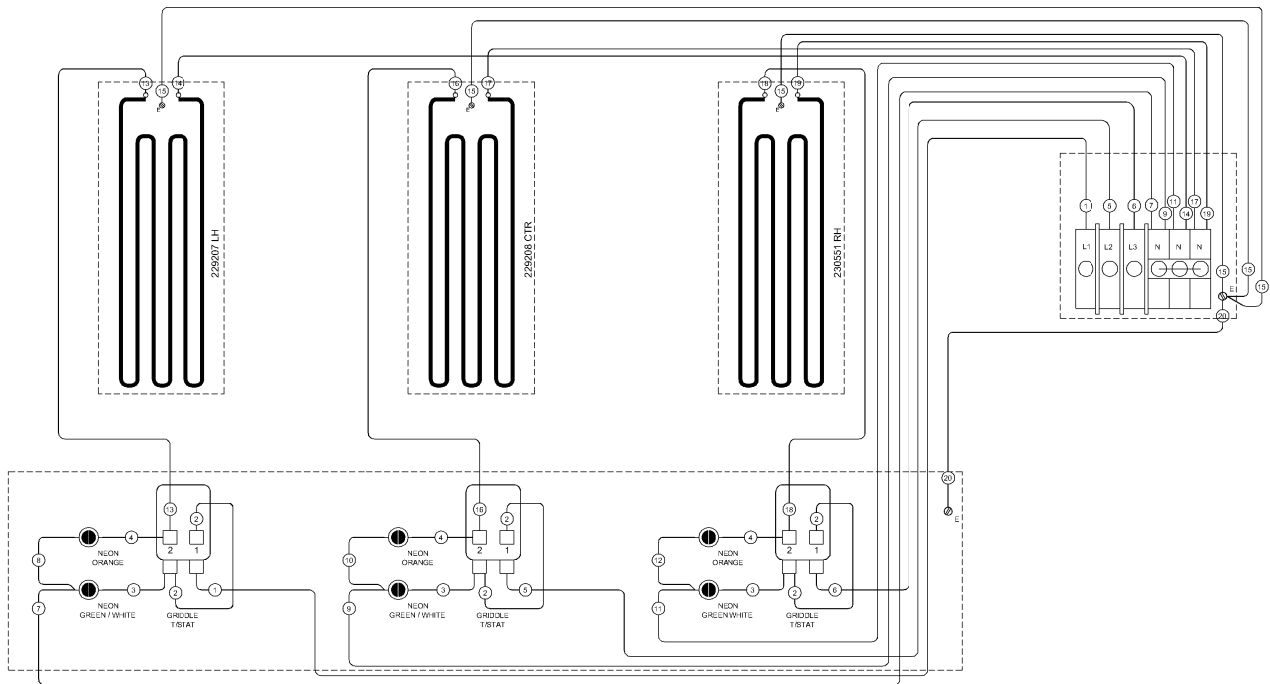 13
15
14
16
15
17
18
15
19
E
E
E
229207 LH
229208 CTR
230551 RH
1
5
6
7
9
11
14
17
19
L1
L2
L3
N
N
N
15
15
15
E
20
20
E
13
2
4
2
1
8
NEON
ORANGE
3
2
1
7
NEON
GREEN / WHITE
GRIDDLE
T/STAT
16
2
4
2
1
10
NEON
ORANGE
3
2
5
9
NEON
GREEN / WHITE
GRIDDLE
T/STAT
18
2
4
2
1
12
NEON
ORANGE
3
2
6
11
NEON
GREEN WHITE
GRIDDLE
T/STAT